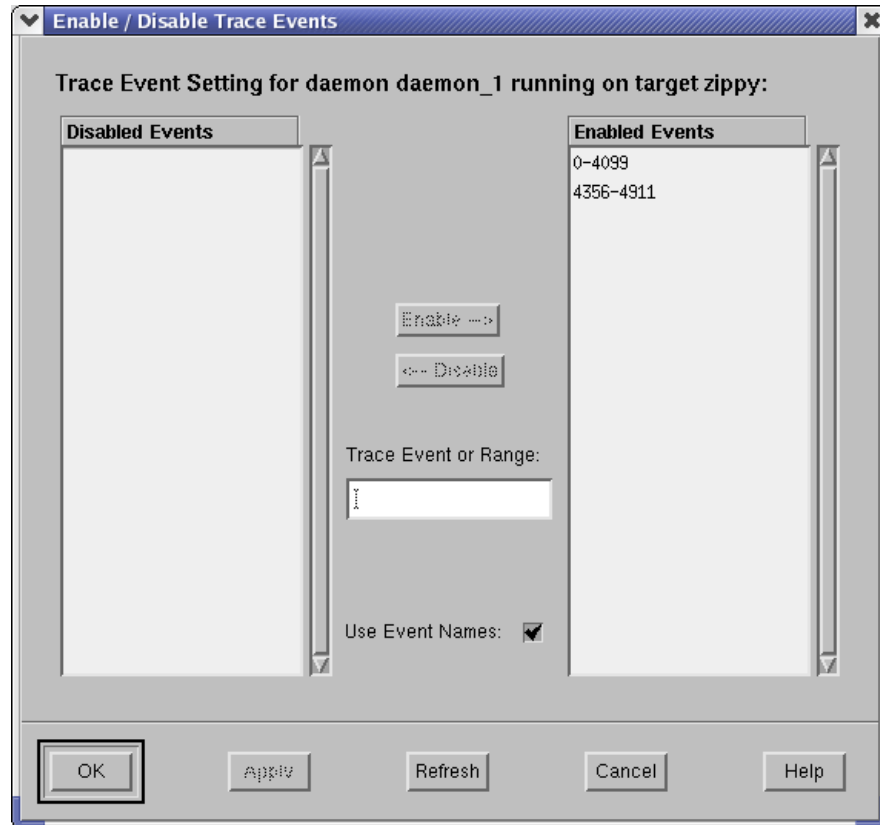 Enable / Disable Trace Events
Trace Event Setting for daemon daemon_1 running on target zippy:
Disabled Events
Enabled Events
0-4099
4356-4911
Enable -->
<-- Disable
Trace Event or Range:
Use Event Names:
OK
Apply
Refresh
Cancel
Help